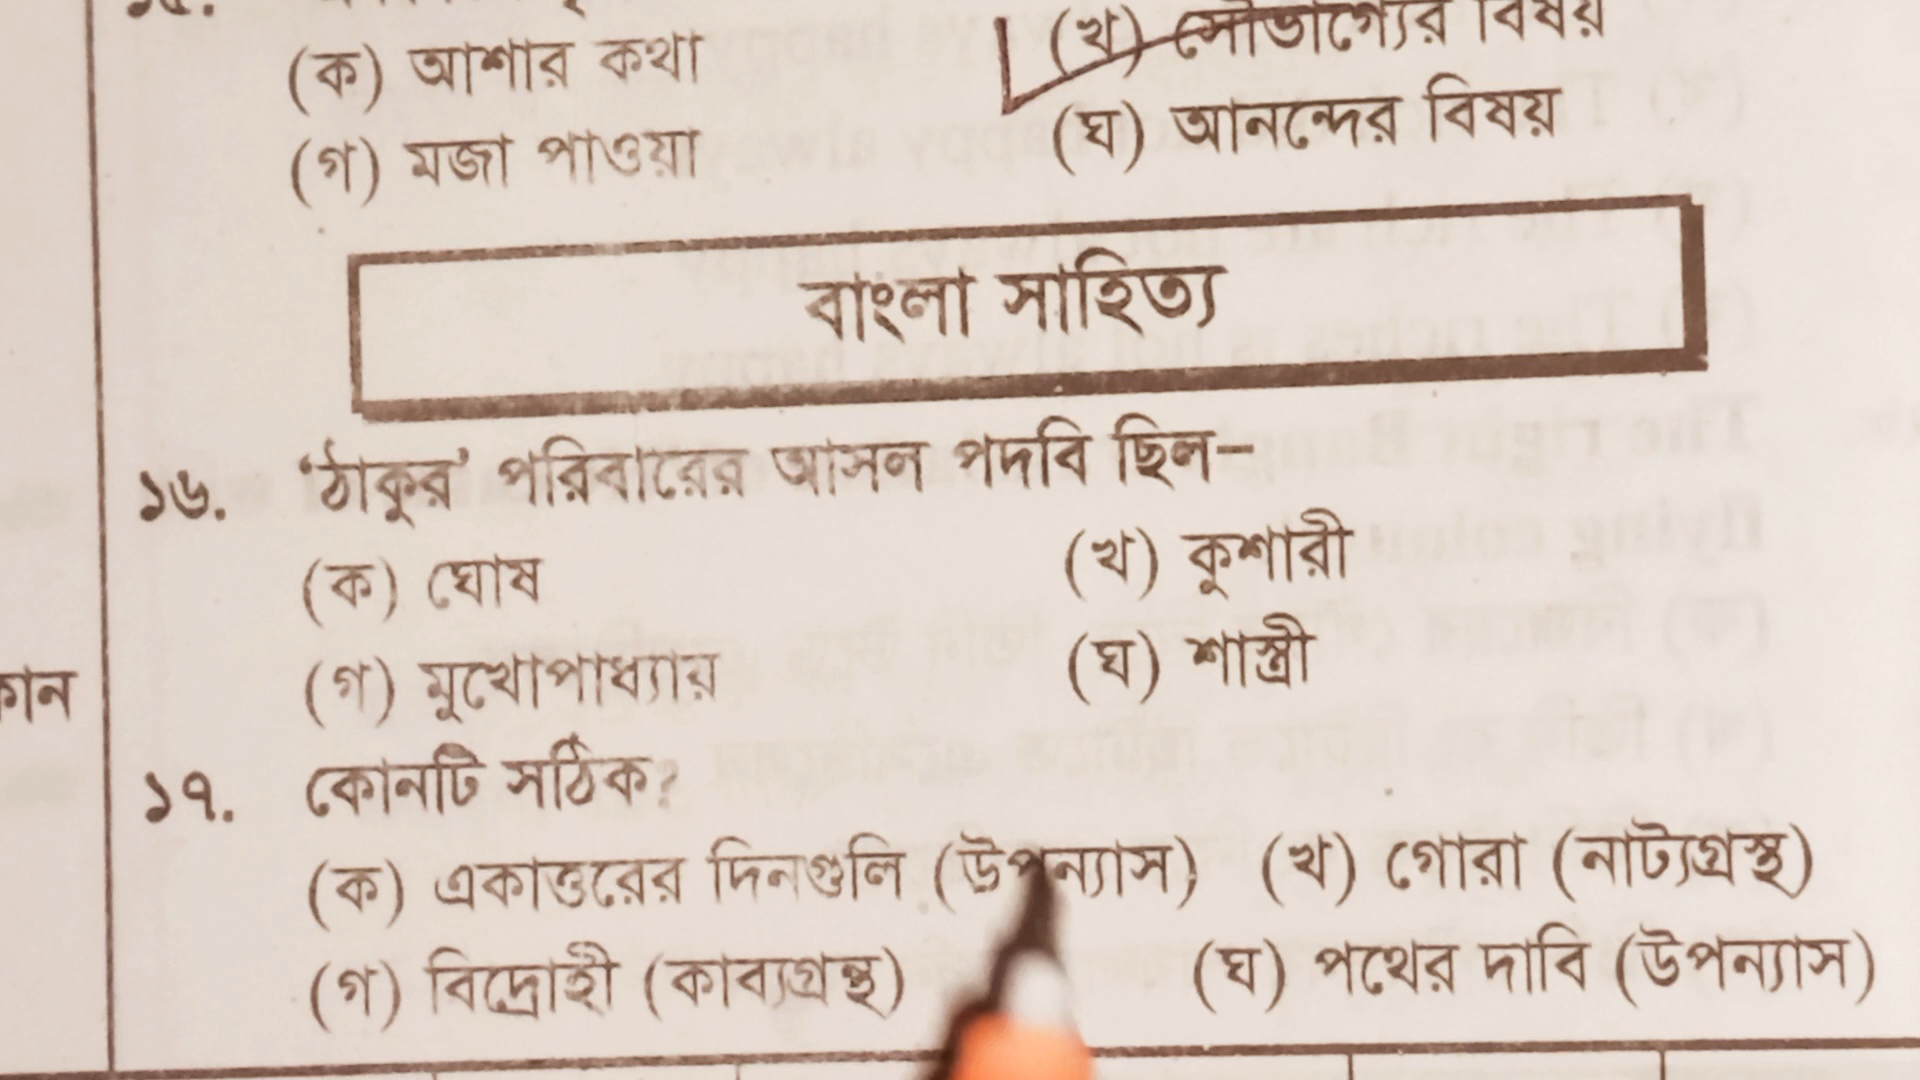 ১৫.
(ক) আশার কথা (খ) সৌভাগ্যের বিষয়
(গ) মজা পাওয়া (ঘ) আনন্দের বিষয়
বাংলা সাহিত্য
১৬. ‘ঠাকুর’ পরিবারের আসল পদবি ছিল–
(ক) ঘোষ (খ) কুশারী
(গ) মুখোপাধ্যায় (ঘ) শাস্ত্রী
১৭. কোনটি সঠিক?
(ক) একাত্তরের দিনগুলি (উপন্যাস) (খ) গোরা (নাট্যগ্রন্থ)
(গ) বিদ্রোহী (কাব্যগ্রন্থ) (ঘ) পথের দাবি (উপন্যাস)